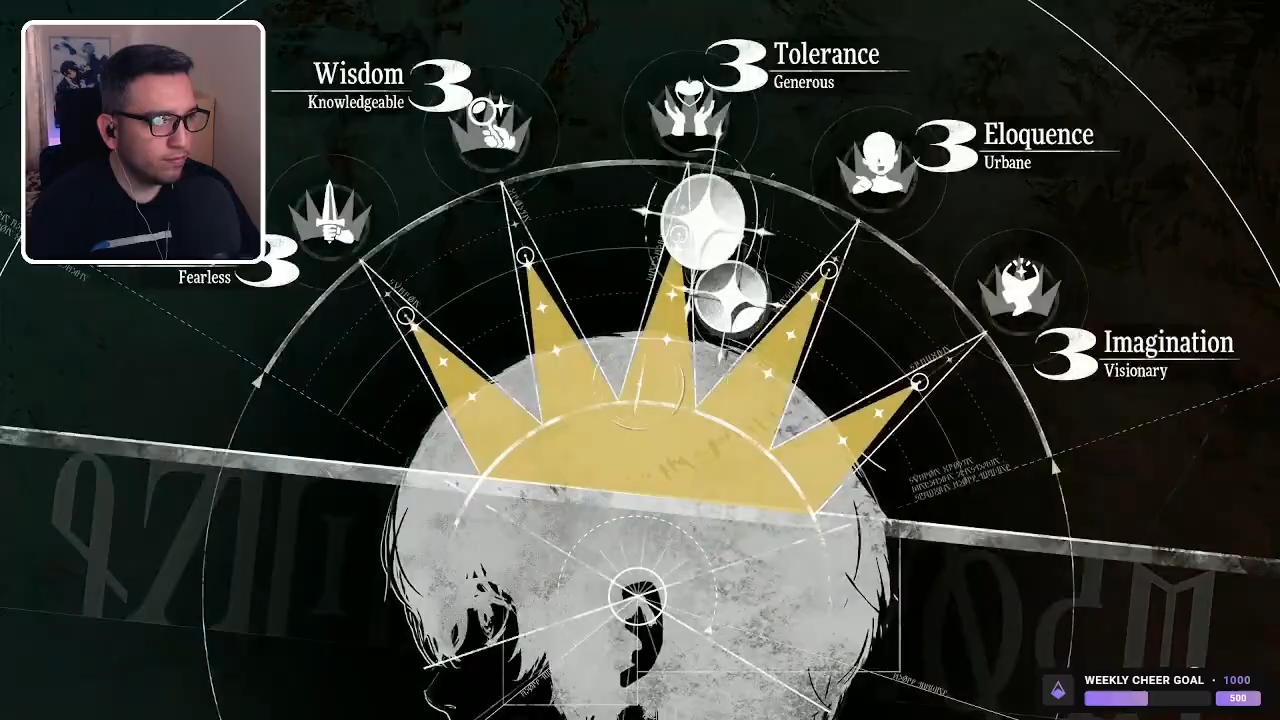 Wisdom 3
Knowledgeable
3 Tolerance
Generous
3 Eloquence
Urbane
3
Fearless
3 Imagination
Visionary
WEEKLY CHEER GOAL · 1000
500